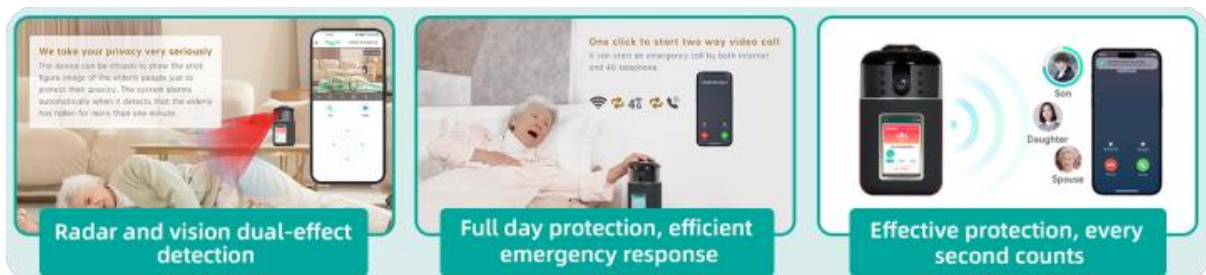 We take your privacy very seriously
The device can be chosen to show the stick
figure image of the elderly people just to
protect their privacy. The system alarms
automatically when it detects that the elderly
has fallen for more than one minute.
Radar and vision dual-effect
detection
One click to start two way video call
It can start an emergency call by both internet
and 4G telephone.
4G
Full day protection, efficient
emergency response
Son
Daughter
Spouse
Effective protection, every
second counts